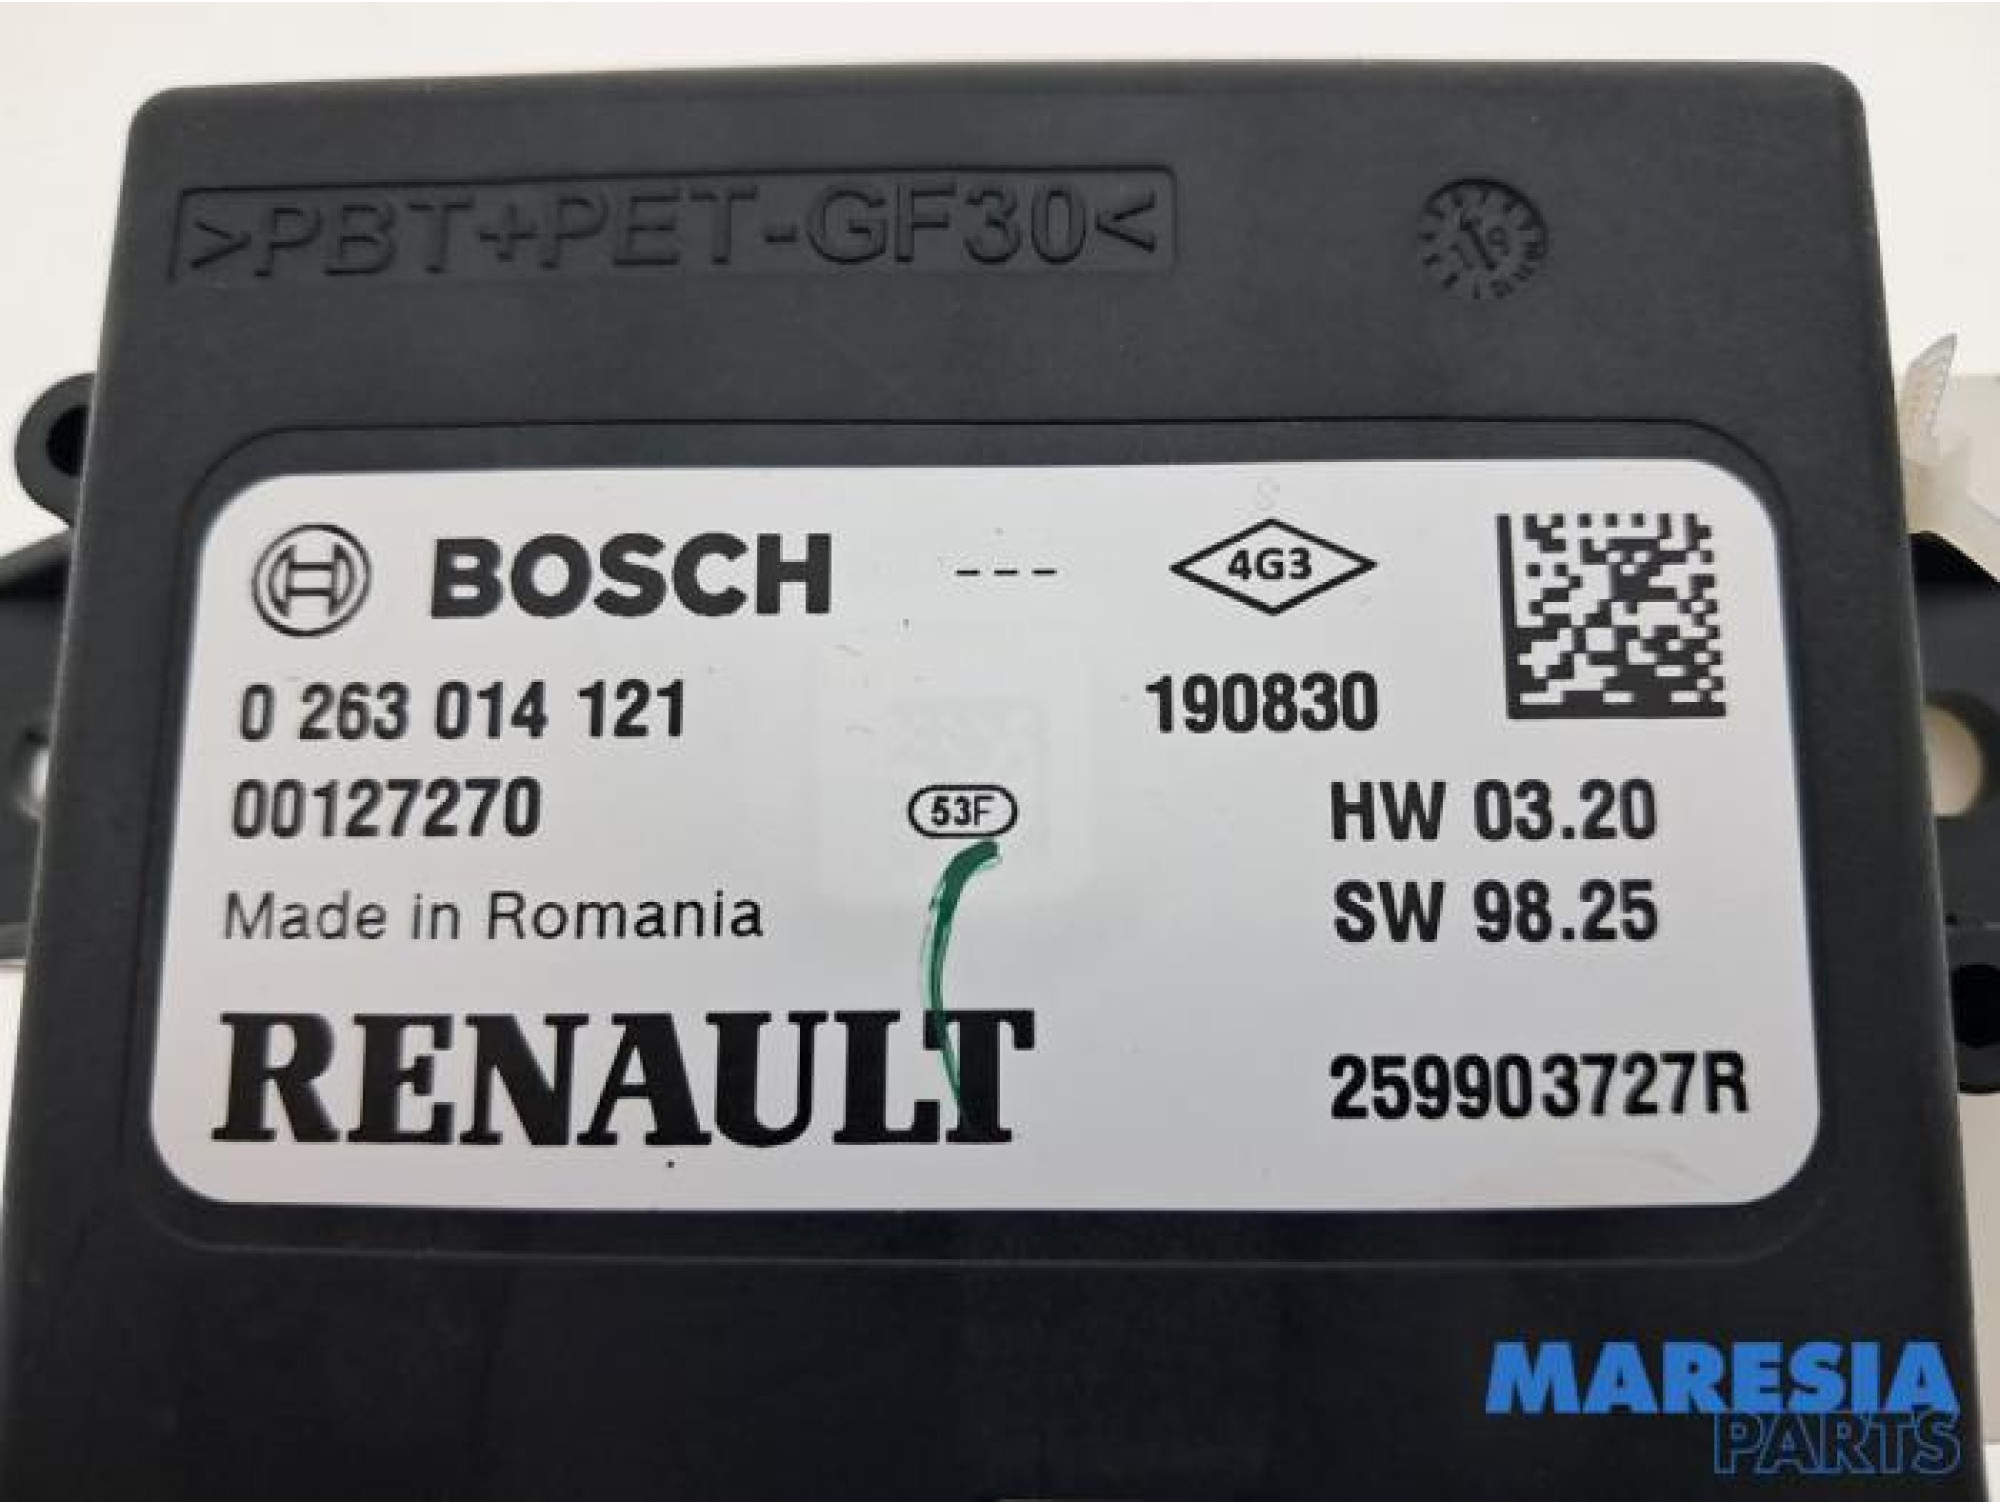 >PBT+PET-GF30<
19
BOSCH --- 4G3
0 263 014 121 190830
00127270 53F HW 03.20
Made in Romania SW 98.25
RENAULT 259903727R
MARESIA
PARTS